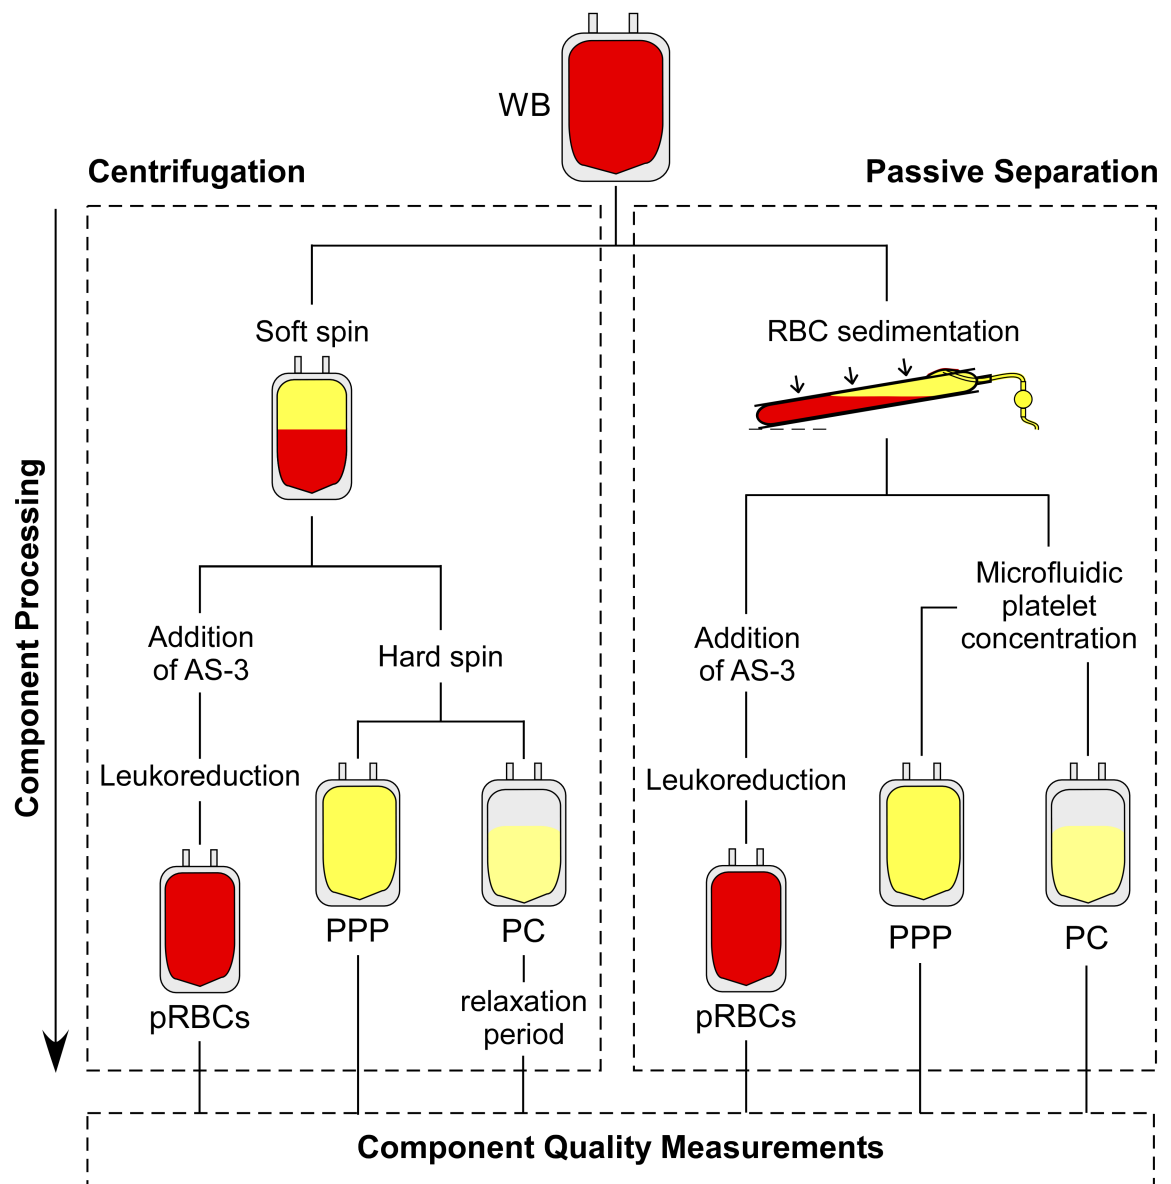 WB
Centrifugation
Passive Separation
Component Processing
Soft spin
RBC sedimentation
Addition
of AS-3
Hard spin
Leukoreduction
PPP
PC
pRBCs
relaxation
period
Microfluidic
platelet
concentration
Addition
of AS-3
Leukoreduction
PPP
PC
pRBCs
Component Quality Measurements